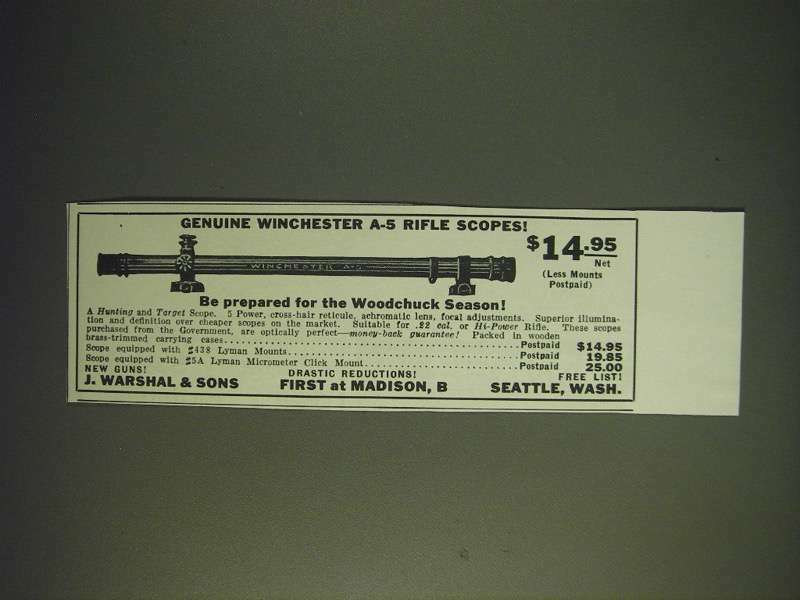 GENUINE WINCHESTER A-5 RIFLE SCOPES!
$14.95
Net
(Less Mounts
Postpaid)
WINCHESTER A-5
Be prepared for the Woodchuck Season!
A Hunting and Target Scope. 5 Power, cross-hair reticule, achromatic lens, focal adjustments. Superior illumina-
tion and definition over cheaper scopes on the market. Suitable for .22 cal. or Hi-Power Rifle. These scopes
purchased from the Government, are optically perfect—money-back guarantee! Packed in wooden
brass-trimmed carrying cases.......Postpaid $14.95
Scope equipped with #438 Lyman Mounts.......Postpaid 19.85
Scope equipped with #5A Lyman Micrometer Click Mount.......Postpaid 25.00
NEW GUNS! DRASTIC REDUCTIONS! FREE LIST!
J. WARSHAL & SONS FIRST at MADISON, B SEATTLE, WASH.